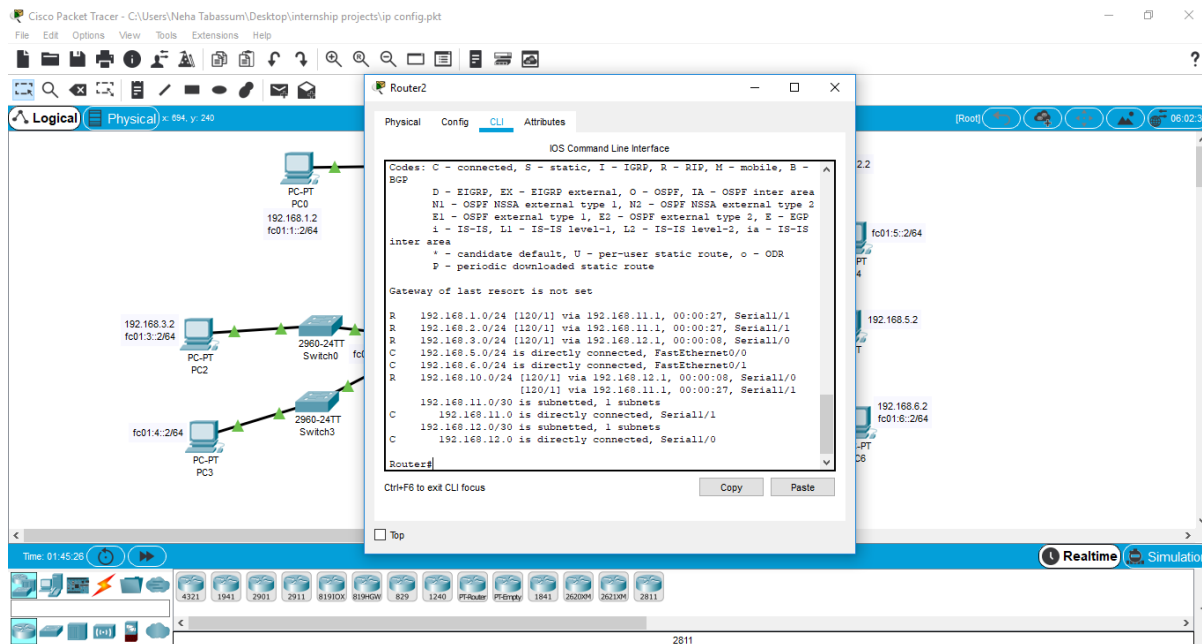 Cisco Packet Tracer - C:\Users\Neha Tabassum\Desktop\internship projects\ip config.pkt
File Edit Options View Tools Extensions Help
?
Logical Physical x: 694, y: 240
[Root] 06:02:3
Router2
Physical Config CLI Attributes
IOS Command Line Interface
Codes: C - connected, S - static, I - IGRP, R - RIP, M - mobile, B -
BGP
D - EIGRP, EX - EIGRP external, O - OSPF, IA - OSPF inter area
N1 - OSPF NSSA external type 1, N2 - OSPF NSSA external type 2
E1 - OSPF external type 1, E2 - OSPF external type 2, E - EGP
i - IS-IS, L1 - IS-IS level-1, L2 - IS-IS level-2, ia - IS-IS
inter area
* - candidate default, U - per-user static route, o - ODR
P - periodic downloaded static route
Gateway of last resort is not set
R 192.168.1.0/24 [120/1] via 192.168.11.1, 00:00:27, Serial1/1
R 192.168.2.0/24 [120/1] via 192.168.11.1, 00:00:27, Serial1/1
R 192.168.3.0/24 [120/1] via 192.168.12.1, 00:00:08, Serial1/0
C 192.168.5.0/24 is directly connected, FastEthernet0/0
C 192.168.6.0/24 is directly connected, FastEthernet0/1
R 192.168.10.0/24 [120/1] via 192.168.12.1, 00:00:08, Serial1/0
[120/1] via 192.168.11.1, 00:00:27, Serial1/1
192.168.11.0/30 is subnetted, 1 subnets
C 192.168.11.0 is directly connected, Serial1/1
192.168.12.0/30 is subnetted, 1 subnets
C 192.168.12.0 is directly connected, Serial1/0
Router#
Ctrl+F6 to exit CLI focus
Copy Paste
Top
PC-PT
PC0
192.168.1.2
fc01:1::2/64
192.168.3.2
fc01:3::2/64
PC-PT
PC2
2960-24TT
Switch0
fc0
2960-24TT
Switch3
fc01:4::2/64
PC-PT
PC3
2.2
fc01:5::2/64
PT
4
192.168.5.2
T
192.168.6.2
fc01:6::2/64
-PT
C6
Time: 01:45:26
Realtime Simulatio
4321 1941 2901 2911 819IOX 819HGW 829 1240 PT-Router PT-Empty 1841 2620XM 2621XM 2811
2811